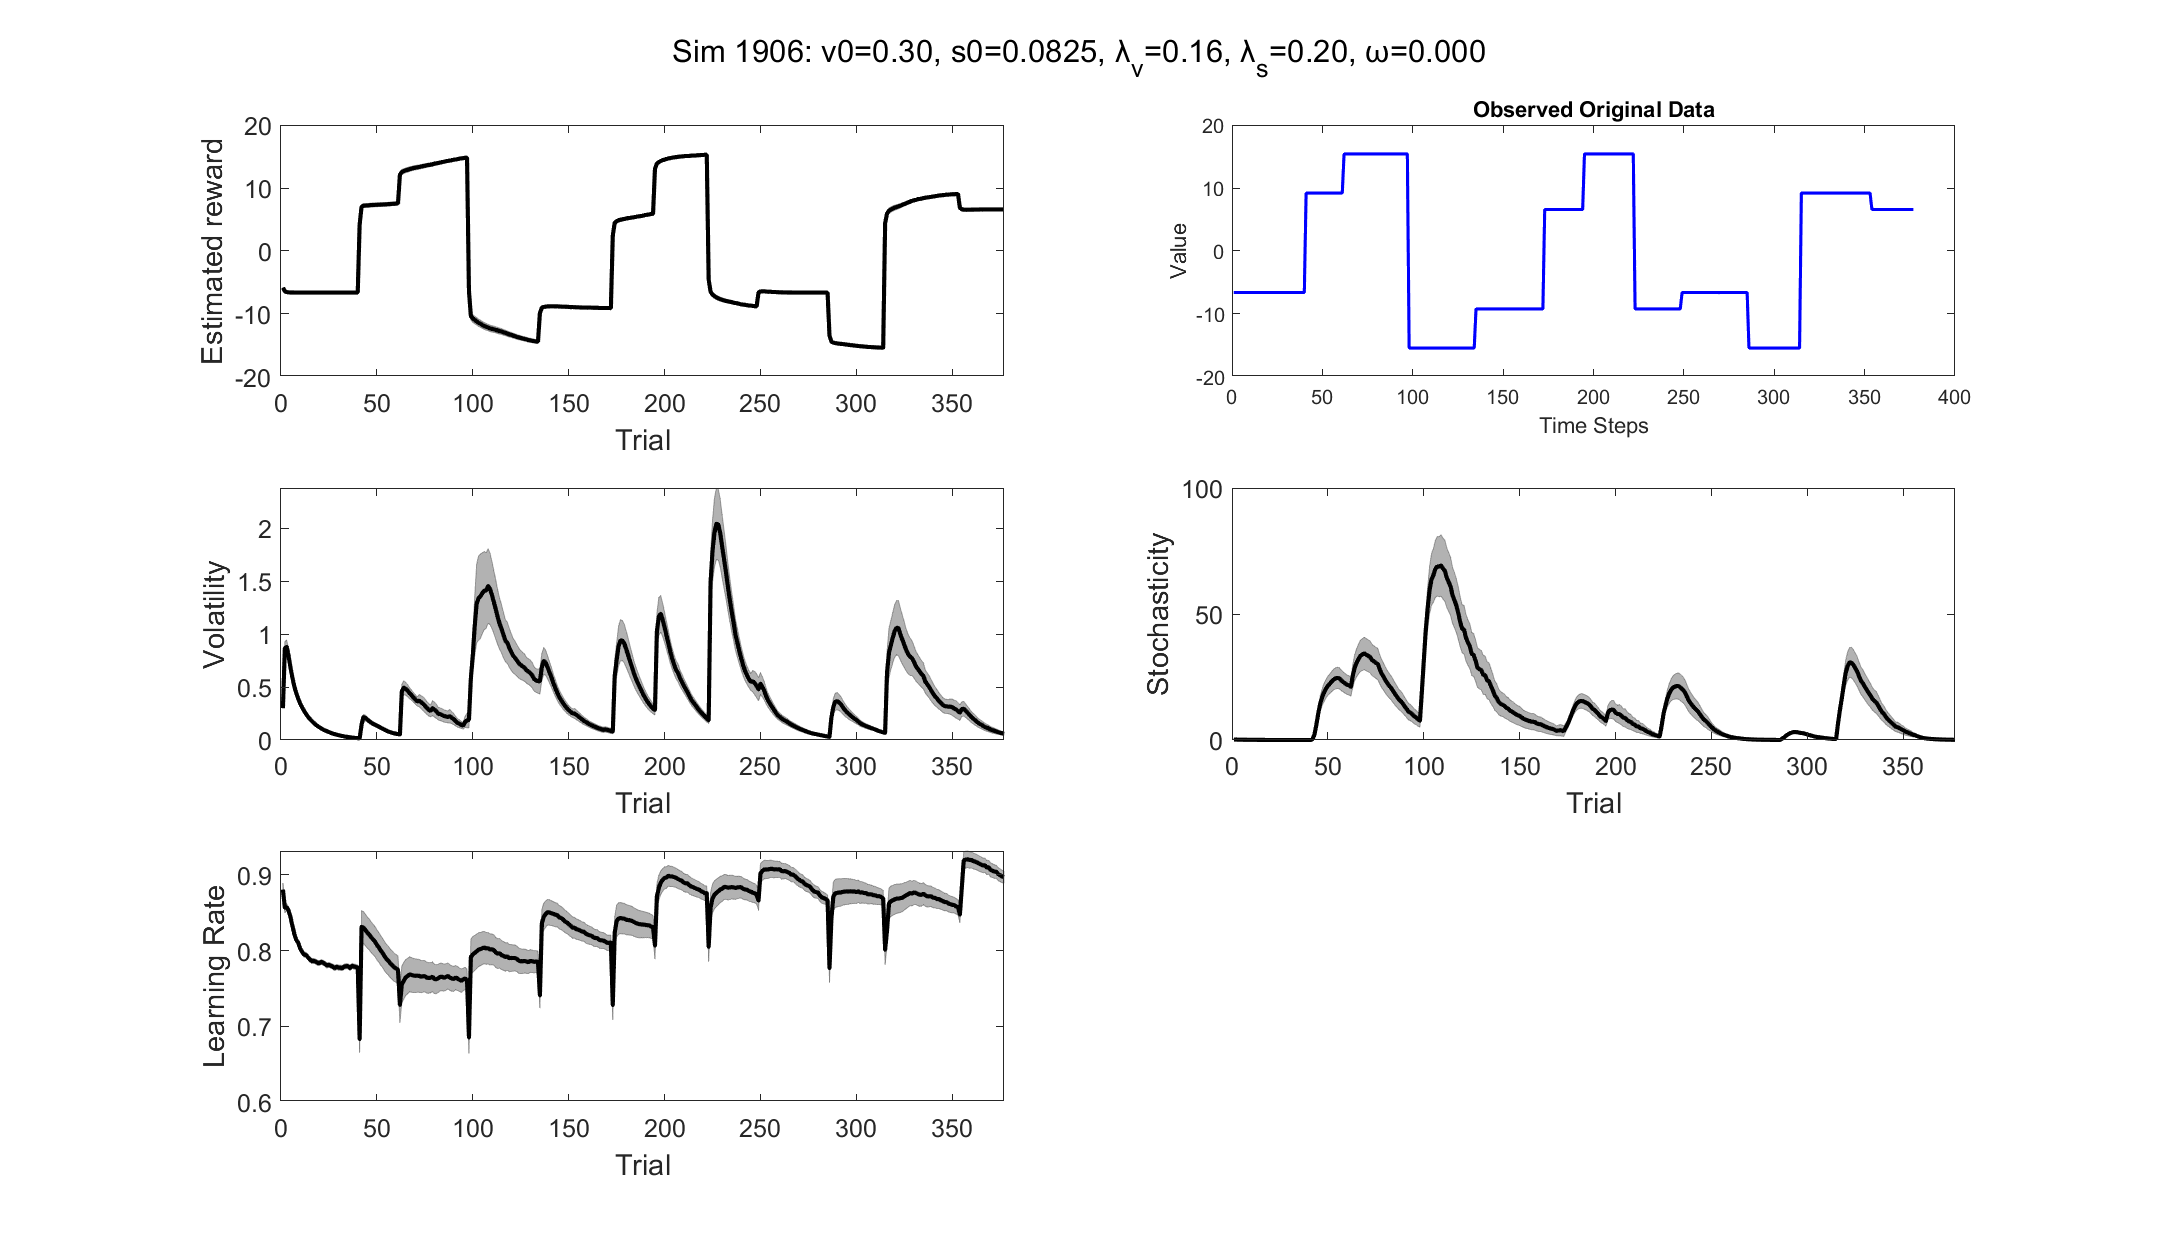 Sim 1906: v0=0.30, s0=0.0825, λv=0.16, λs=0.20, ω=0.000
20
10
0
-10
-20
Estimated reward
0 50 100 150 200 250 300 350
Trial
Observed Original Data
20
10
0
-10
-20
Value
0 50 100 150 200 250 300 350 400
Time Steps
2
1.5
1
0.5
0
Volatility
0 50 100 150 200 250 300 350
Trial
100
50
0
Stochasticity
0 50 100 150 200 250 300 350
Trial
0.9
0.8
0.7
0.6
Learning Rate
0 50 100 150 200 250 300 350
Trial